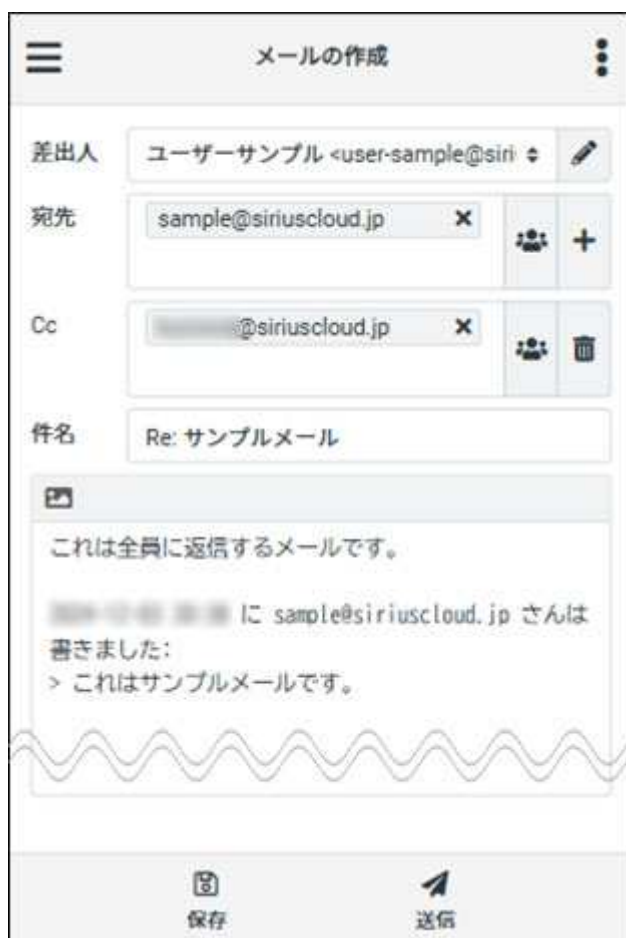 メールの作成
差出人
ユーザーサンプル <user-sample@siri
宛先
sample@siriuscloud.jp
Cc
@siriuscloud.jp
件名
Re: サンプルメール
これは全員に返信するメールです。
に sample@siriuscloud.jp さんは
書きました:
> これはサンプルメールです。
保存
送信